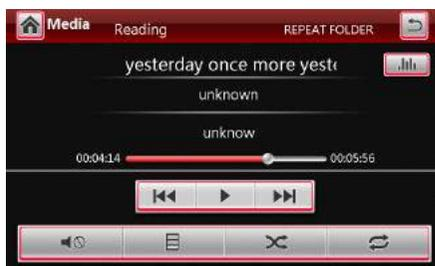 Media Reading REPEAT FOLDER
yesterday once more yest
unknown
unknow
00:04:14 00:05:56